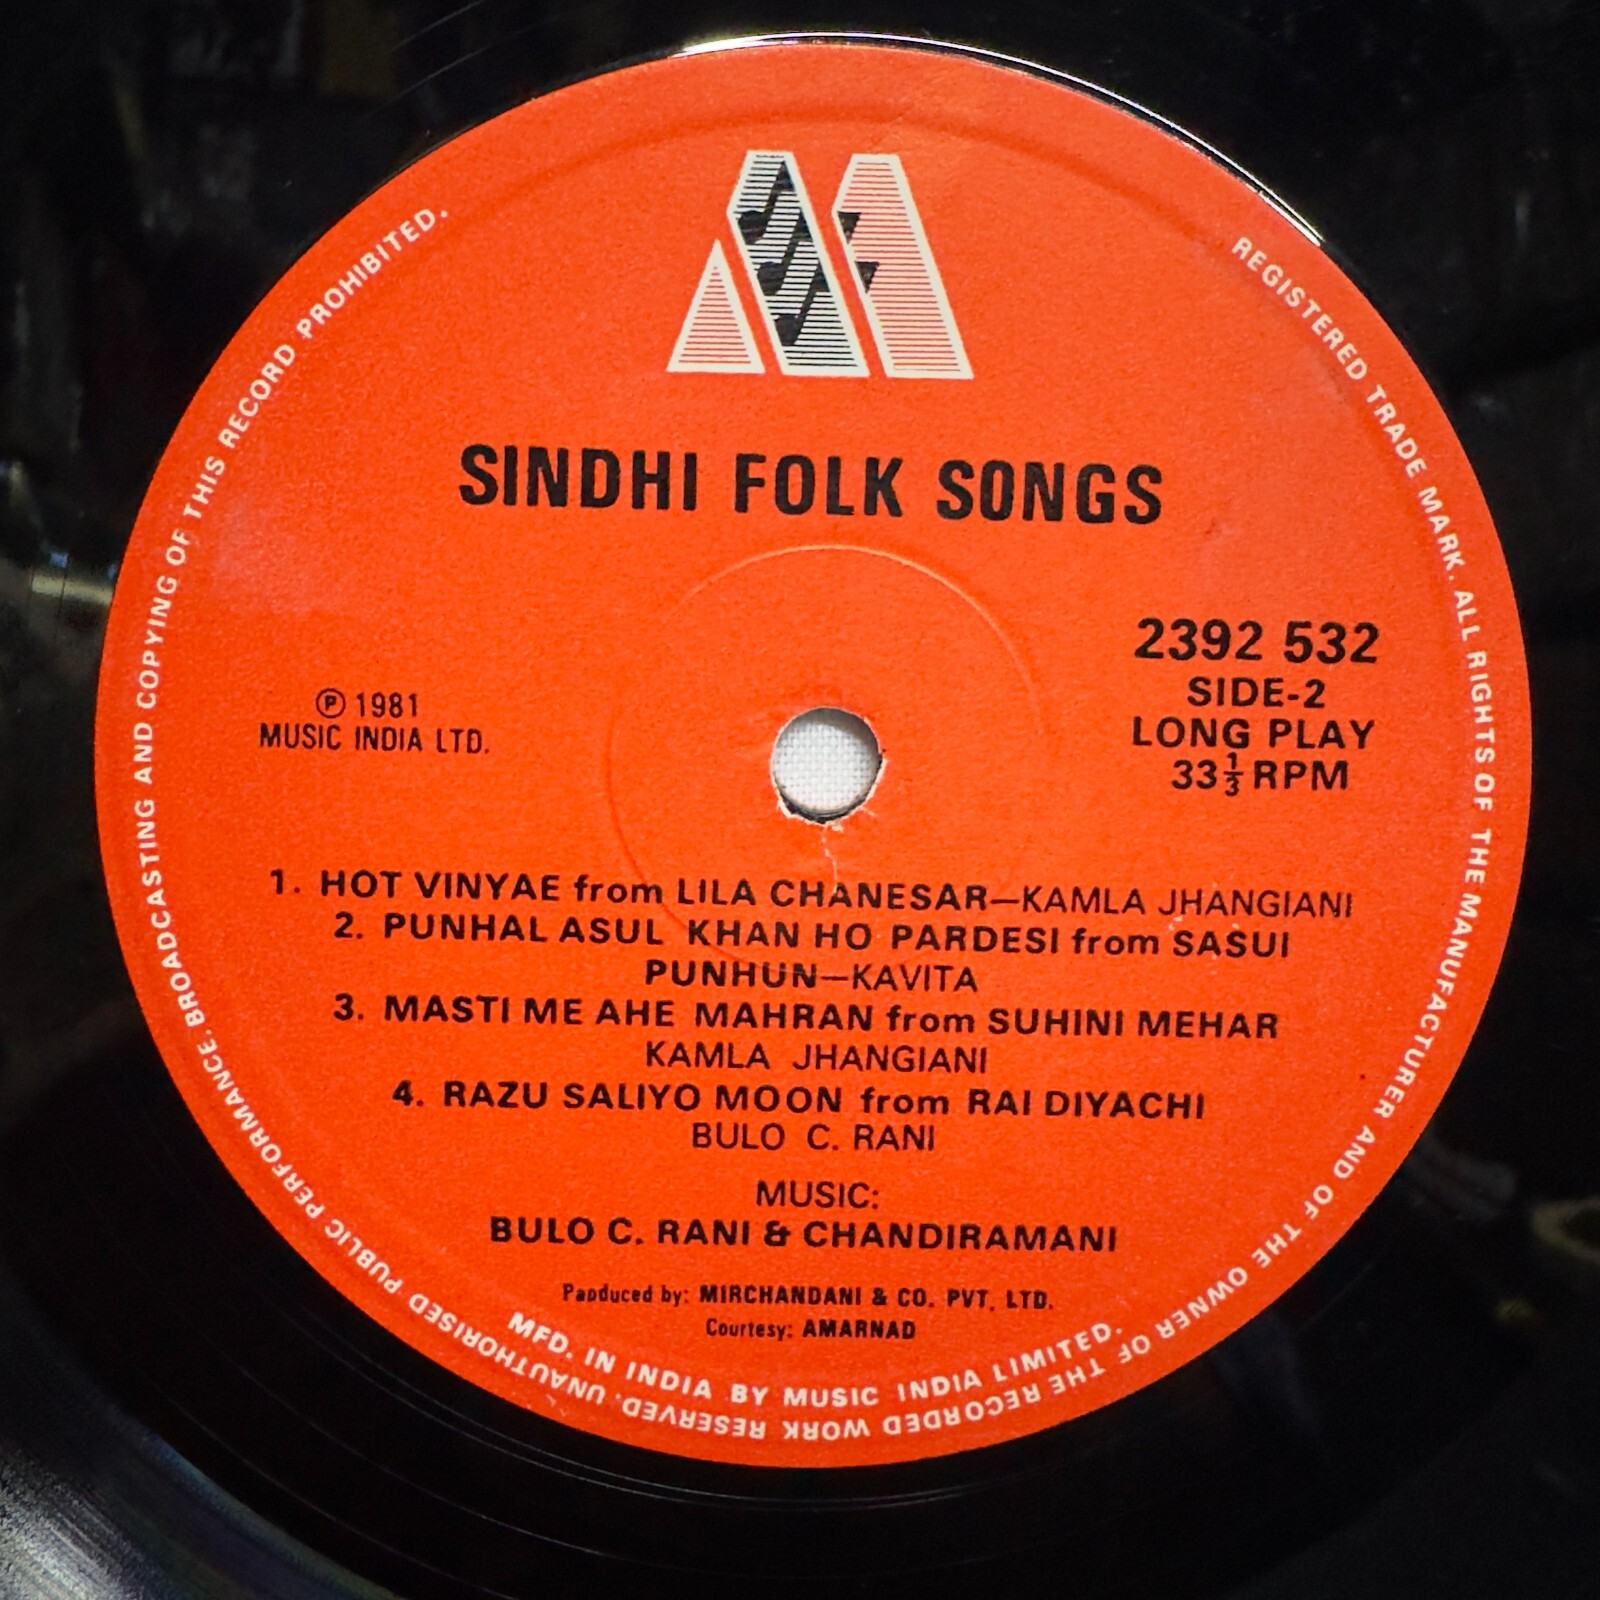 SINDHI FOLK SONGS
2392 532
SIDE-2
LONG PLAY
33 1/3 RPM
Ⓟ 1981
MUSIC INDIA LTD.
1. HOT VINYAE from LILA CHANESAR—KAMLA JHANGIANI
2. PUNHAL ASUL KHAN HO PARDESI from SASUI
PUNHUN—KAVITA
3. MASTI ME AHE MAHRAN from SUHINI MEHAR
KAMLA JHANGIANI
4. RAZU SALIYO MOON from RAI DIYACHI
BULO C. RANI
MUSIC:
BULO C. RANI & CHANDIRAMANI
Paoduced by: MIRCHANDANI & CO. PVT. LTD.
Courtesy: AMARNAD
MFD. IN INDIA BY MUSIC INDIA LIMITED.
REGISTERED TRADE MARK. ALL RIGHTS OF THE MANUFACTURER AND OF THE OWNER OF THE RECORDED WORK RESERVED. UNAUTHORISED PUBLIC PERFORMANCE. BROADCASTING AND COPYING OF THIS RECORD PROHIBITED.